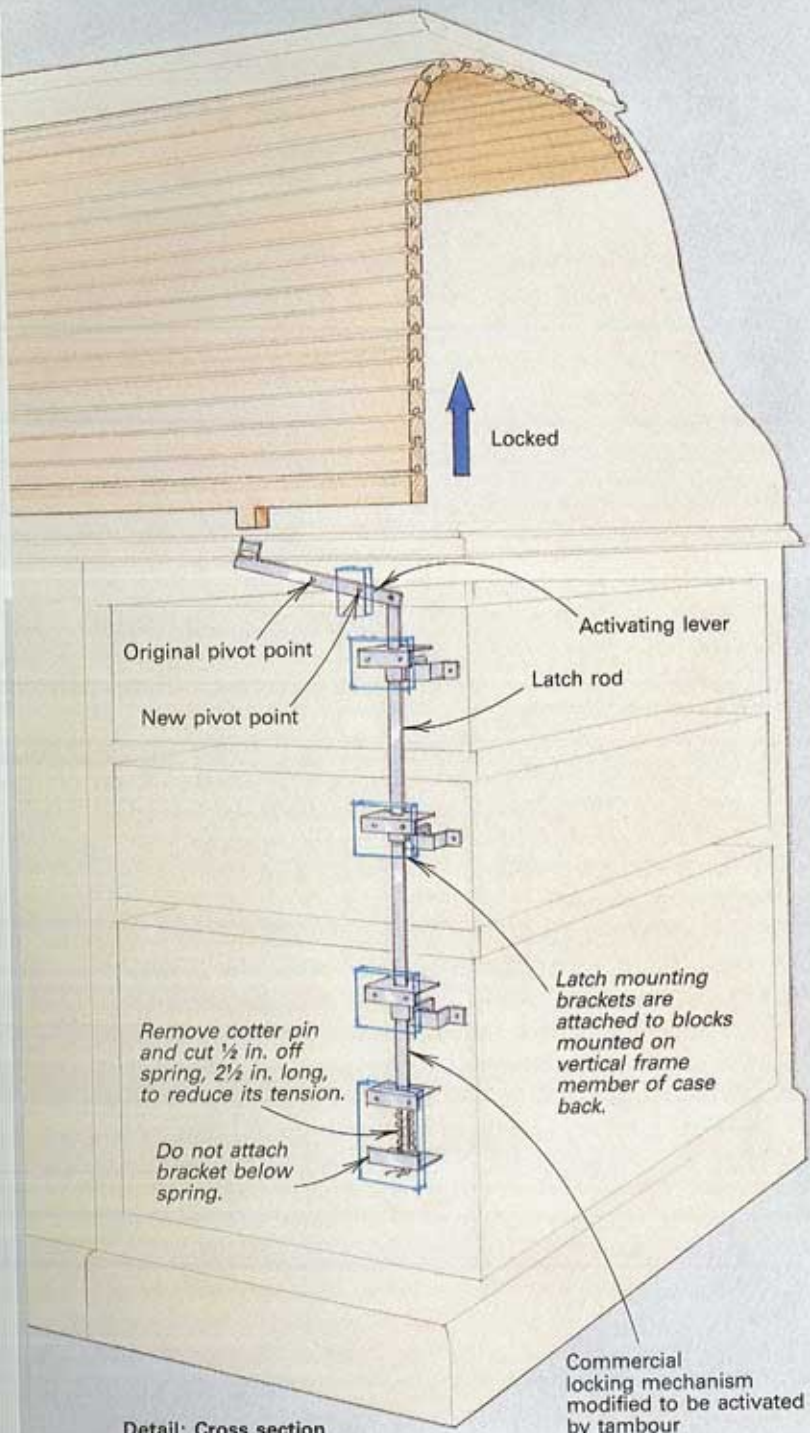 Locked
Original pivot point
Activating lever
New pivot point
Latch rod
Latch mounting
brackets are
attached to blocks
mounted on
vertical frame
member of case
back.
Remove cotter pin
and cut ½ in. off
spring, 2½ in. long,
to reduce its tension.
Do not attach
bracket below
spring.
Commercial
locking mechanism
modified to be activated
by tambour
Detail: Cross section